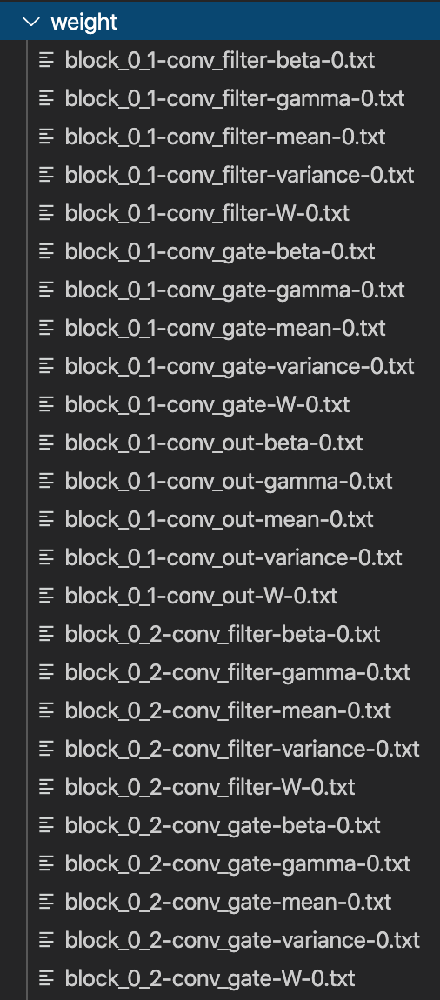 weight
block_0_1-conv_filter-beta-0.txt
block_0_1-conv_filter-gamma-0.txt
block_0_1-conv_filter-mean-0.txt
block_0_1-conv_filter-variance-0.txt
block_0_1-conv_filter-W-0.txt
block_0_1-conv_gate-beta-0.txt
block_0_1-conv_gate-gamma-0.txt
block_0_1-conv_gate-mean-0.txt
block_0_1-conv_gate-variance-0.txt
block_0_1-conv_gate-W-0.txt
block_0_1-conv_out-beta-0.txt
block_0_1-conv_out-gamma-0.txt
block_0_1-conv_out-mean-0.txt
block_0_1-conv_out-variance-0.txt
block_0_1-conv_out-W-0.txt
block_0_2-conv_filter-beta-0.txt
block_0_2-conv_filter-gamma-0.txt
block_0_2-conv_filter-mean-0.txt
block_0_2-conv_filter-variance-0.txt
block_0_2-conv_filter-W-0.txt
block_0_2-conv_gate-beta-0.txt
block_0_2-conv_gate-gamma-0.txt
block_0_2-conv_gate-mean-0.txt
block_0_2-conv_gate-variance-0.txt
block_0_2-conv_gate-W-0.txt